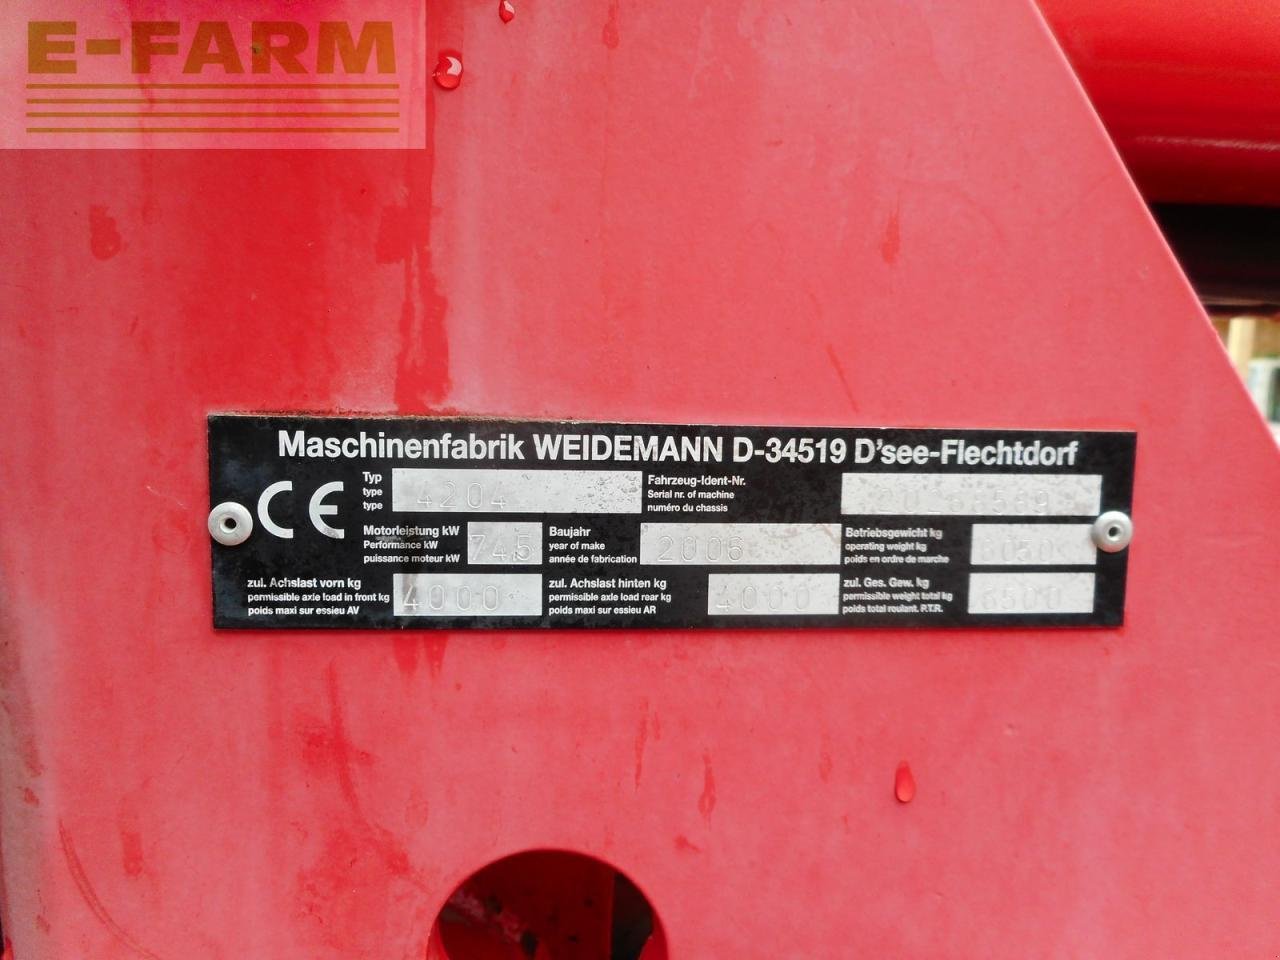 E-FARM
Maschinenfabrik WEIDEMANN D-34519 D'see-Flechtdorf
CE
Typ
type
type
4204
Fahrzeug-Ident-Nr.
Serial nr. of machine
numéro du chassis
Motorleistung kW
Performance kW
puissance moteur kW
74,5
Baujahr
year of make
année de fabrication
2006
Betriebsgewicht kg
operating weight kg
poids en ordre de marche
zul. Achslast vorn kg
permissible axle load in front kg
poids maxi sur essieu AV
4000
zul. Achslast hinten kg
permissible axle load rear kg
poids maxi sur essieu AR
4000
zul. Ges. Gew. kg
permissible weight total kg
poids total roulant. P.T.R.
6500